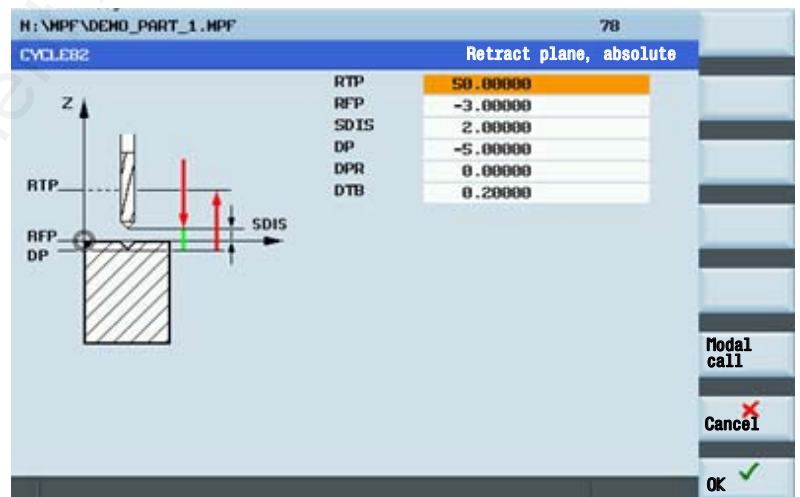 N:\MPF\DEMO_PART_1.MPF 78
CYCLE82 Retract plane, absolute
RTP 50.00000
RFP -3.00000
SDIS 2.00000
DP -5.00000
DPR 0.00000
DTB 0.20000
Z
RTP
SDIS
RFP
DP
Modal
call
Cancel
OK